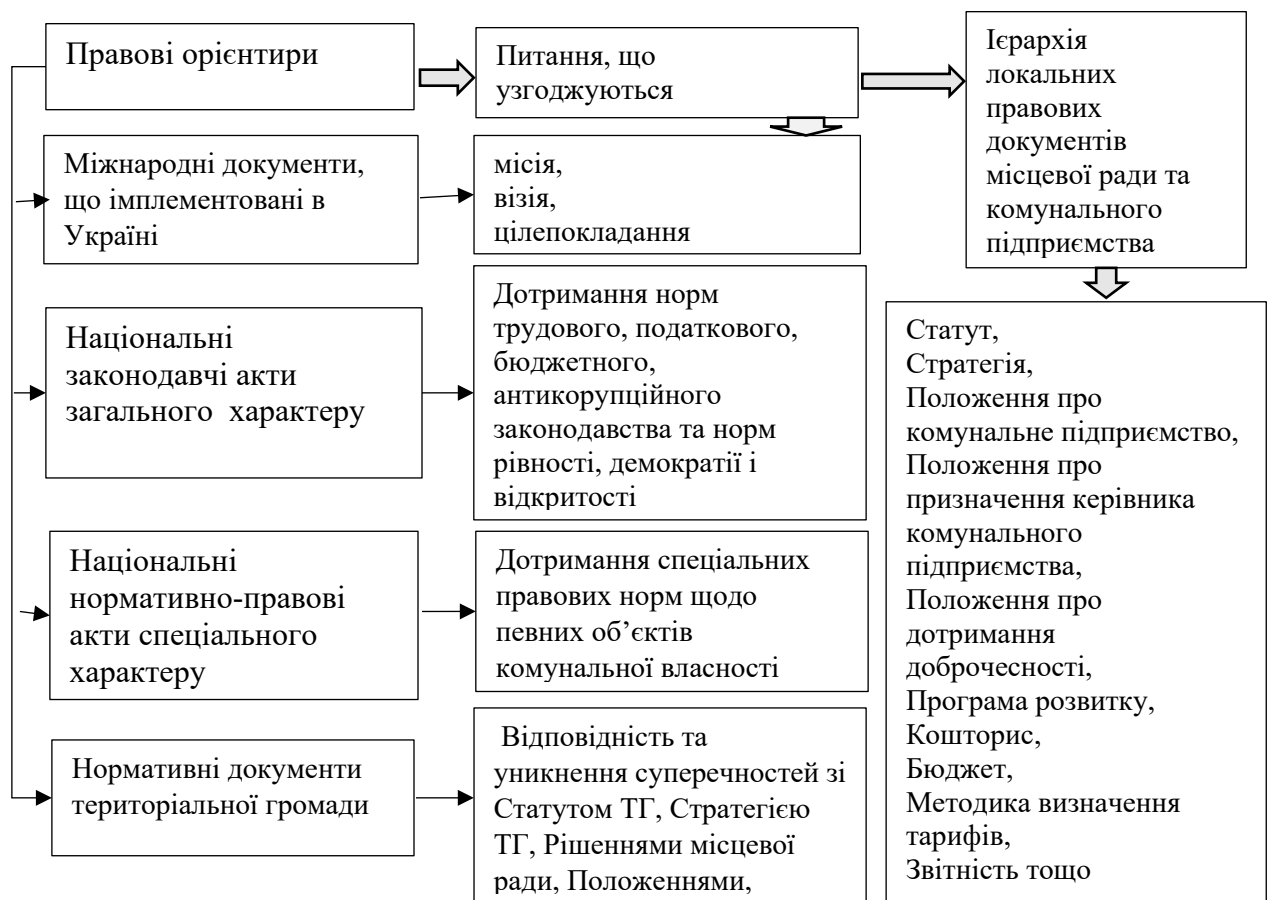 Правові орієнтири
Питання, що
узгоджуються
Ієрархія
локальних
правових
документів
місцевої ради та
комунального
підприємства
Міжнародні документи,
що імплементовані в
Україні
місія,
візія,
цілепокладання
Національні
законодавчі акти
загального характеру
Дотримання норм
трудового, податкового,
бюджетного,
антикорупційного
законодавства та норм
рівності, демократії і
відкритості
Національні
нормативно-правові
акти спеціального
характеру
Дотримання спеціальних
правових норм щодо
певних об’єктів
комунальної власності
Нормативні документи
територіальної громади
Відповідність та
уникнення суперечностей зі
Статутом ТГ, Стратегією
ТГ, Рішеннями місцевої
ради, Положеннями,
Статут,
Стратегія,
Положення про
комунальне підприємство,
Положення про
призначення керівника
комунального
підприємства,
Положення про
дотримання
доброчесності,
Програма розвитку,
Кошторис,
Бюджет,
Методика визначення
тарифів,
Звітність тощо